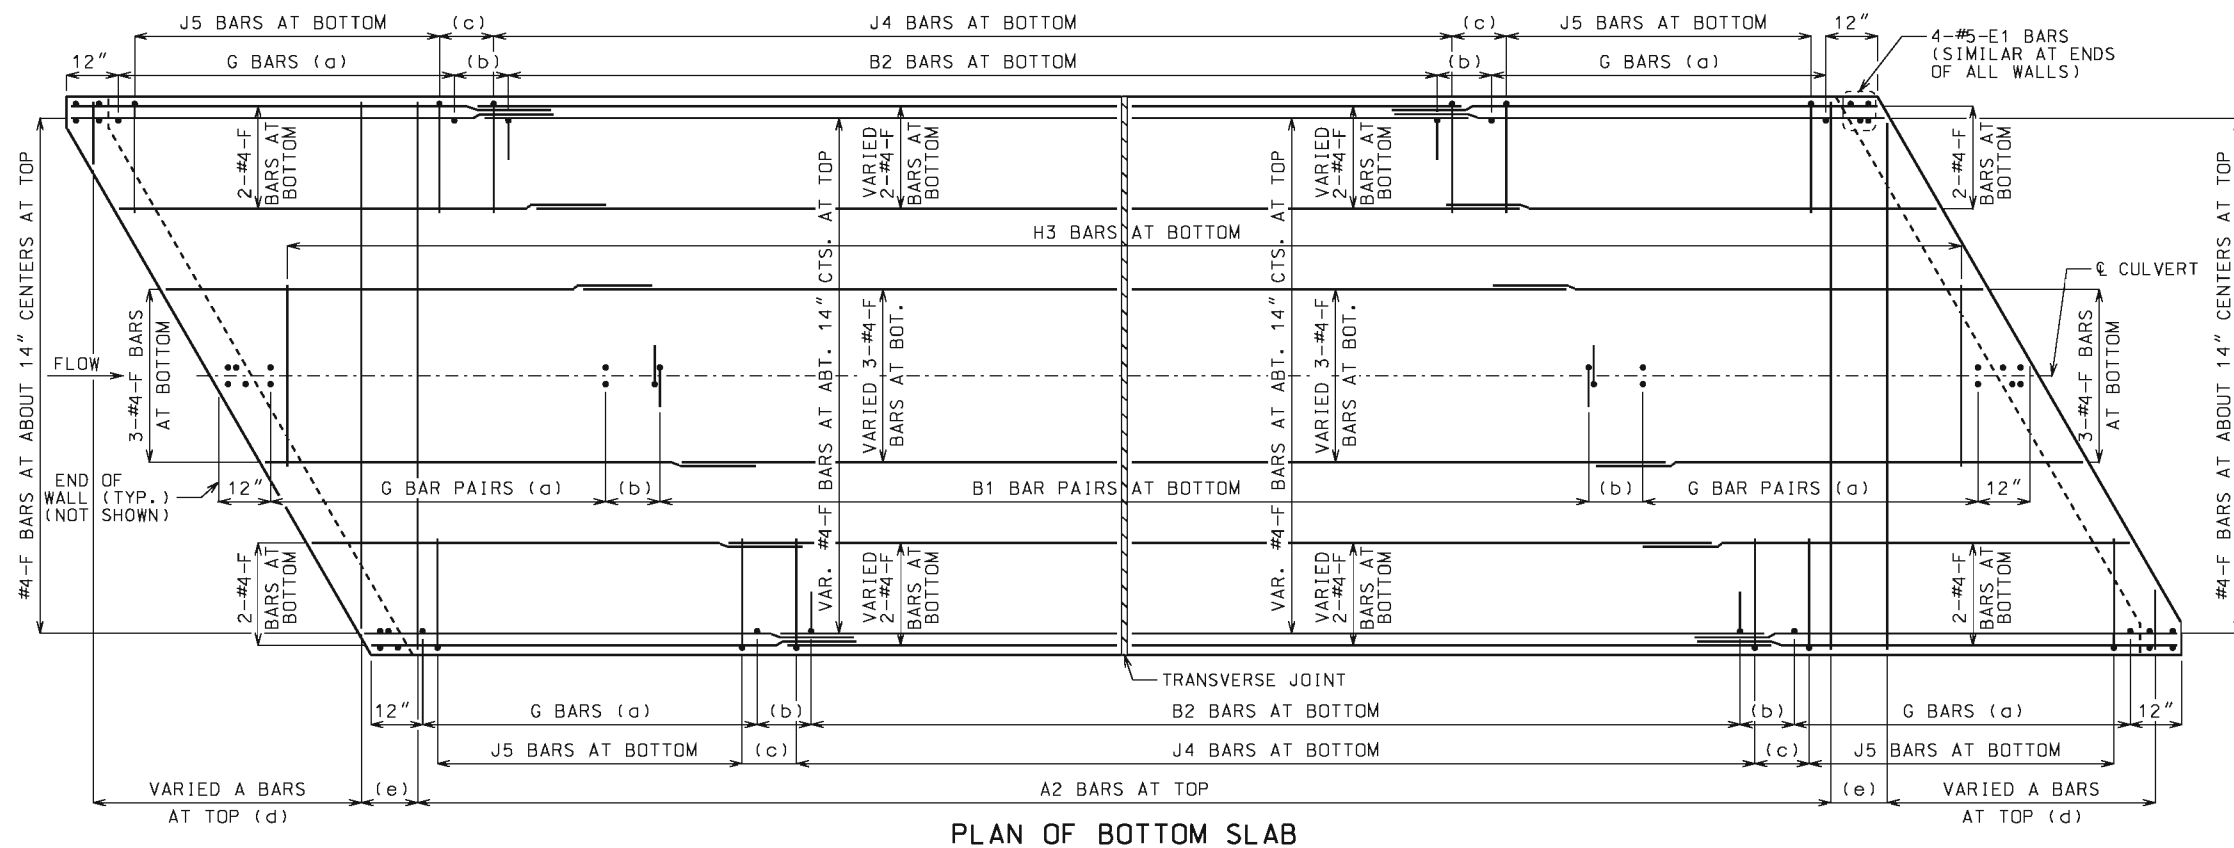 J5 BARS AT BOTTOM
(c)
J4 BARS AT BOTTOM
(c)
J5 BARS AT BOTTOM
12"
4-#5-E1 BARS
(SIMILAR AT ENDS
OF ALL WALLS)
12"
G BARS (a)
(b)
B2 BARS AT BOTTOM
(b)
G BARS (a)
#4-F BARS AT ABOUT 14" CENTERS AT TOP
2-#4-F
BARS AT
BOTTOM
VARIED
2-#4-F
BARS AT
BOTTOM
VARIED
2-#4-F
BARS AT
BOTTOM
2-#4-F
BARS AT
BOTTOM
#4-F BARS AT ABOUT 14" CENTERS AT TOP
H3 BARS AT BOTTOM
VAR. #4-F BARS AT ABT. 14" CTS. AT TOP
VAR. #4-F BARS AT ABT. 14" CTS. AT TOP
℄ CULVERT
FLOW
3-#4-F BARS
AT BOTTOM
VARIED 3-#4-F
BARS AT BOT.
VARIED 3-#4-F
BARS AT BOT.
3-#4-F BARS
AT BOTTOM
END OF
WALL (TYP.)
(NOT SHOWN)
12"
G BAR PAIRS (a)
(b)
B1 BAR PAIRS AT BOTTOM
(b)
G BAR PAIRS (a)
12"
2-#4-F
BARS AT
BOTTOM
VARIED
2-#4-F
BARS AT
BOTTOM
VARIED
2-#4-F
BARS AT
BOTTOM
2-#4-F
BARS AT
BOTTOM
TRANSVERSE JOINT
12"
G BARS (a)
(b)
B2 BARS AT BOTTOM
(b)
G BARS (a)
12"
J5 BARS AT BOTTOM
(c)
J4 BARS AT BOTTOM
(c)
J5 BARS AT BOTTOM
VARIED A BARS
AT TOP (d)
(e)
A2 BARS AT TOP
(e)
VARIED A BARS
AT TOP (d)
PLAN OF BOTTOM SLAB